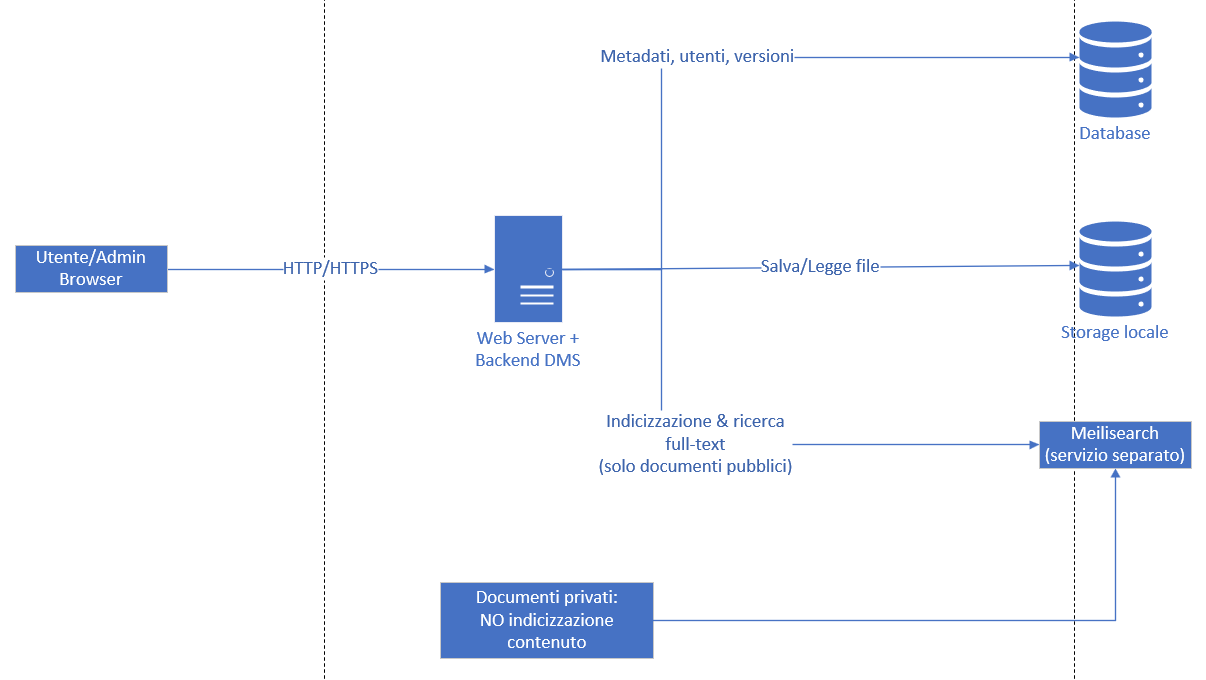 Metadati, utenti, versioni
Database
Utente/Admin
Browser
HTTP/HTTPS
Web Server +
Backend DMS
Salva/Legge file
Storage locale
Indicizzazione & ricerca
full-text
(solo documenti pubblici)
Meilisearch
(servizio separato)
Documenti privati:
NO indicizzazione
contenuto